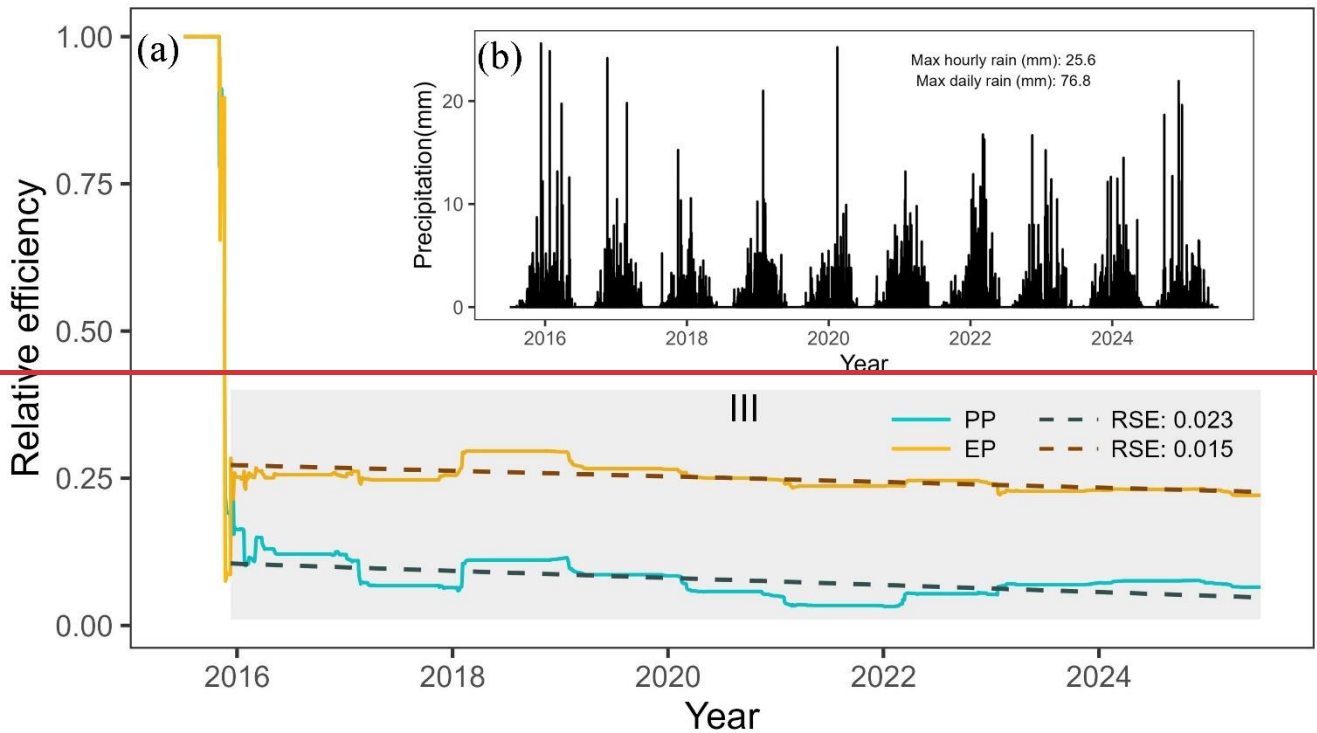 (a)
(b)
Max hourly rain (mm): 25.6
Max daily rain (mm): 76.8
Precipitation(mm)
20
10
0
2016 2018 2020 2022 2024
Year
Relative efficiency
1.00
0.75
0.50
0.25
0.00
III
PP RSE: 0.023
EP RSE: 0.015
2016 2018 2020 2022 2024
Year